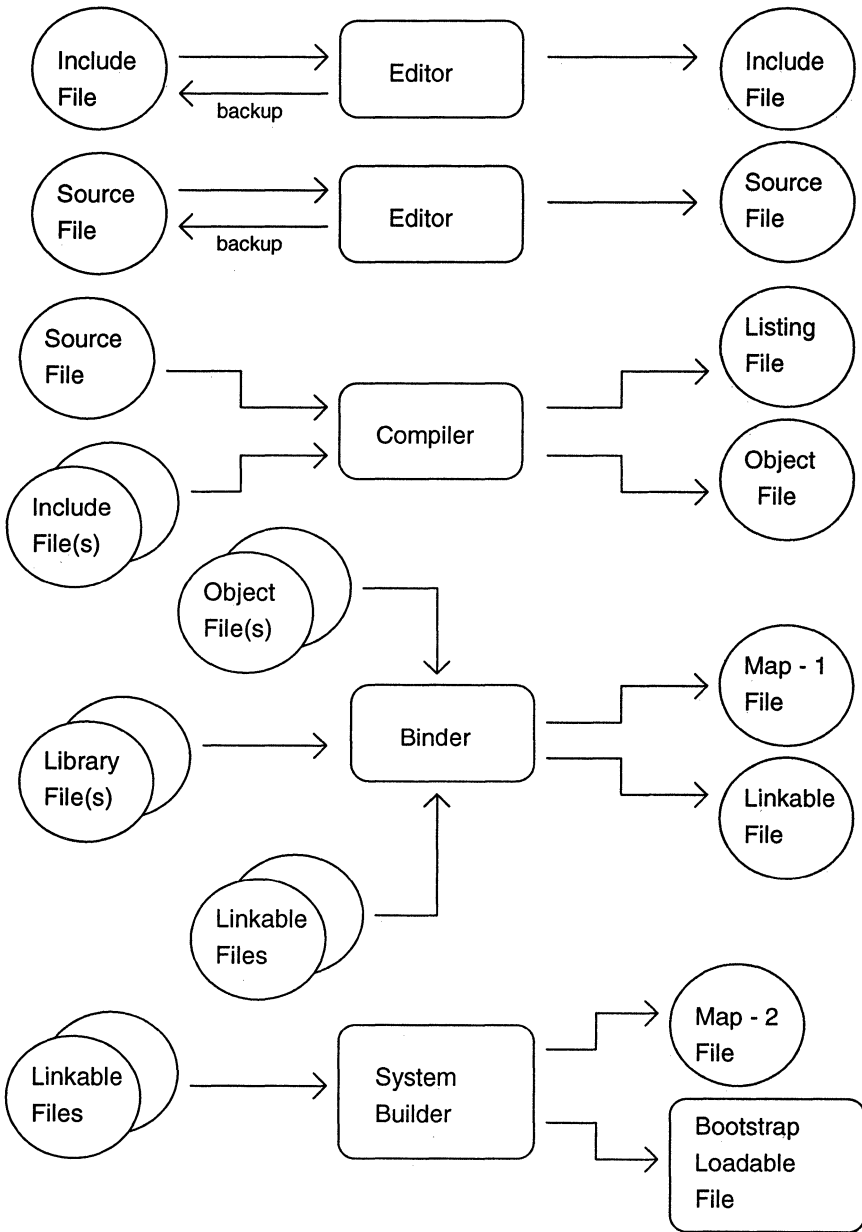 Include
File
backup
Editor
Include
File
Source
File
backup
Editor
Source
File
Source
File
Include
File(s)
Compiler
Listing
File
Object
File
Object
File(s)
Library
File(s)
Linkable
Files
Binder
Map - 1
File
Linkable
File
Linkable
Files
System
Builder
Map - 2
File
Bootstrap
Loadable
File